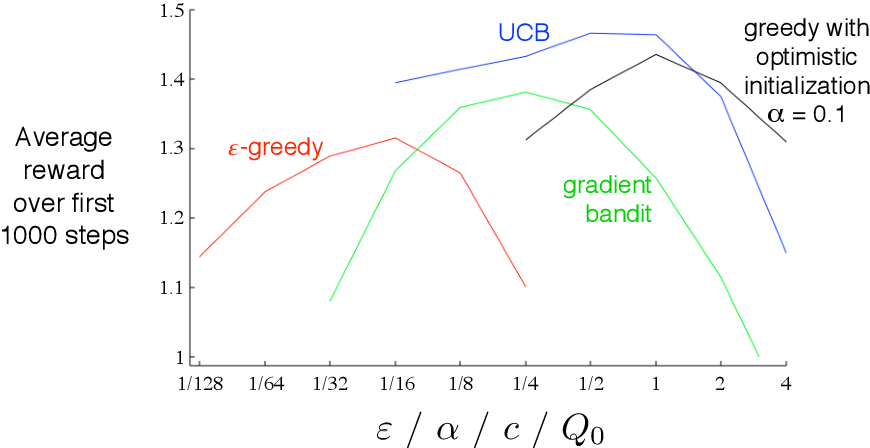 1.5
1.4
1.3
1.2
1.1
1
Average
reward
over first
1000 steps
ε-greedy
UCB
gradient
bandit
greedy with
optimistic
initialization
α = 0.1
1/128 1/64 1/32 1/16 1/8 1/4 1/2 1 2 4
ε / α / c / Q₀